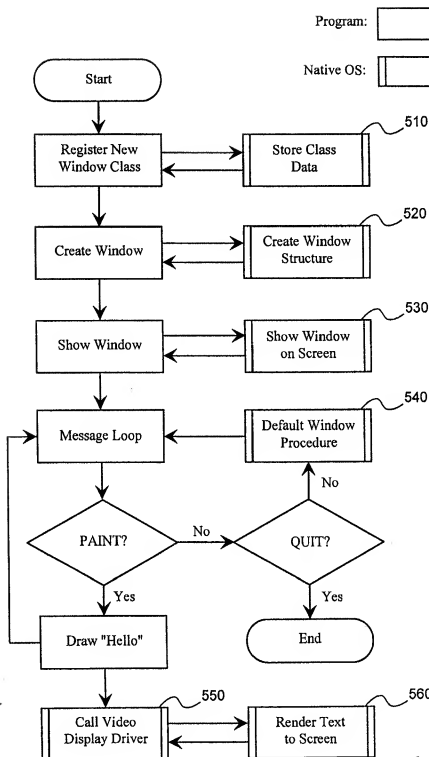 Program:
Native OS:
Start
510
Register New
Window Class
Store Class
Data
520
Create Window
Create Window
Structure
530
Show Window
Show Window
on Screen
540
Message Loop
Default Window
Procedure
No
PAINT?
No
QUIT?
Yes
Yes
Draw "Hello"
End
550
560
Call Video
Display Driver
Render Text
to Screen